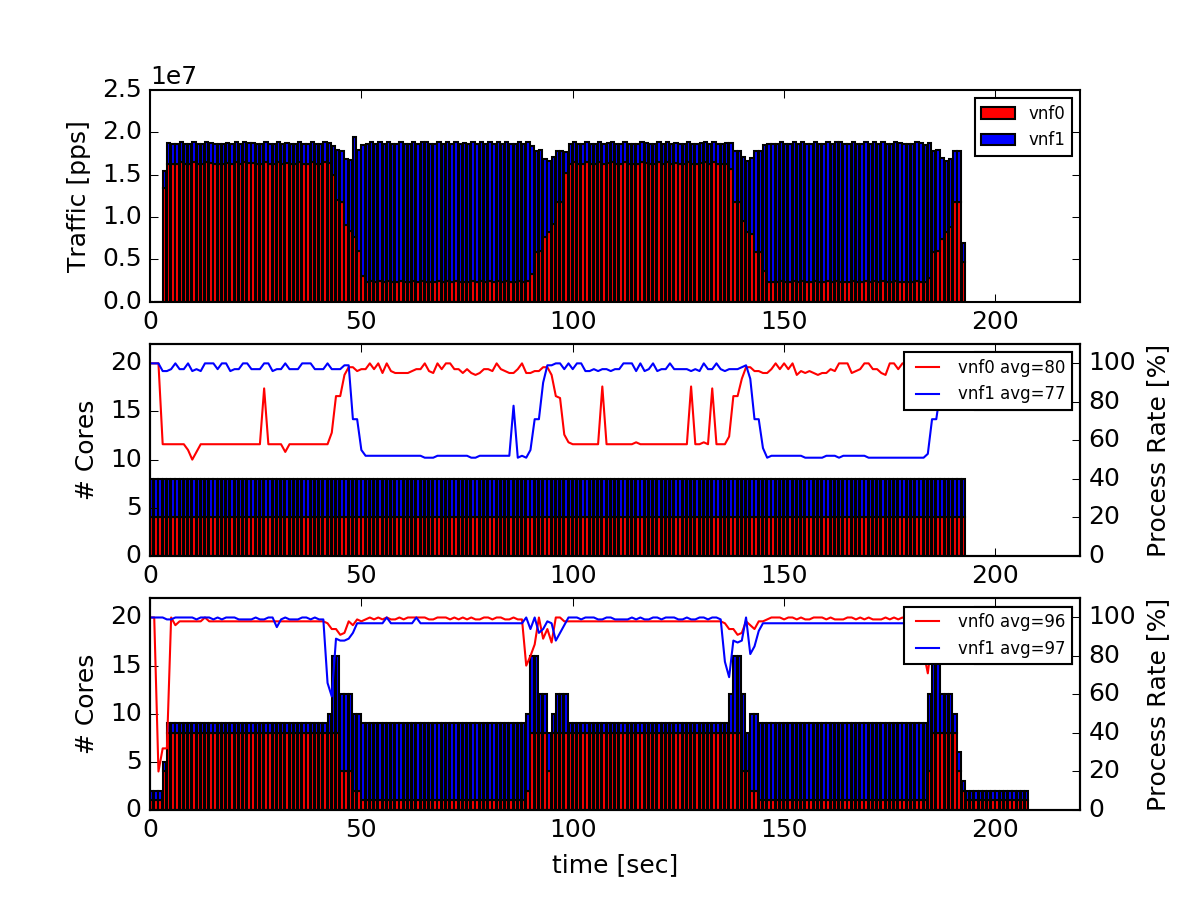 1e7
2.5
2.0
1.5
1.0
0.5
0.0
Traffic [pps]
vnf0
vnf1
0 50 100 150 200
20
15
10
5
0
# Cores
vnf0 avg=80
vnf1 avg=77
100
80
60
40
20
0
Process Rate [%]
0 50 100 150 200
20
15
10
5
0
# Cores
vnf0 avg=96
vnf1 avg=97
100
80
60
40
20
0
Process Rate [%]
0 50 100 150 200
time [sec]